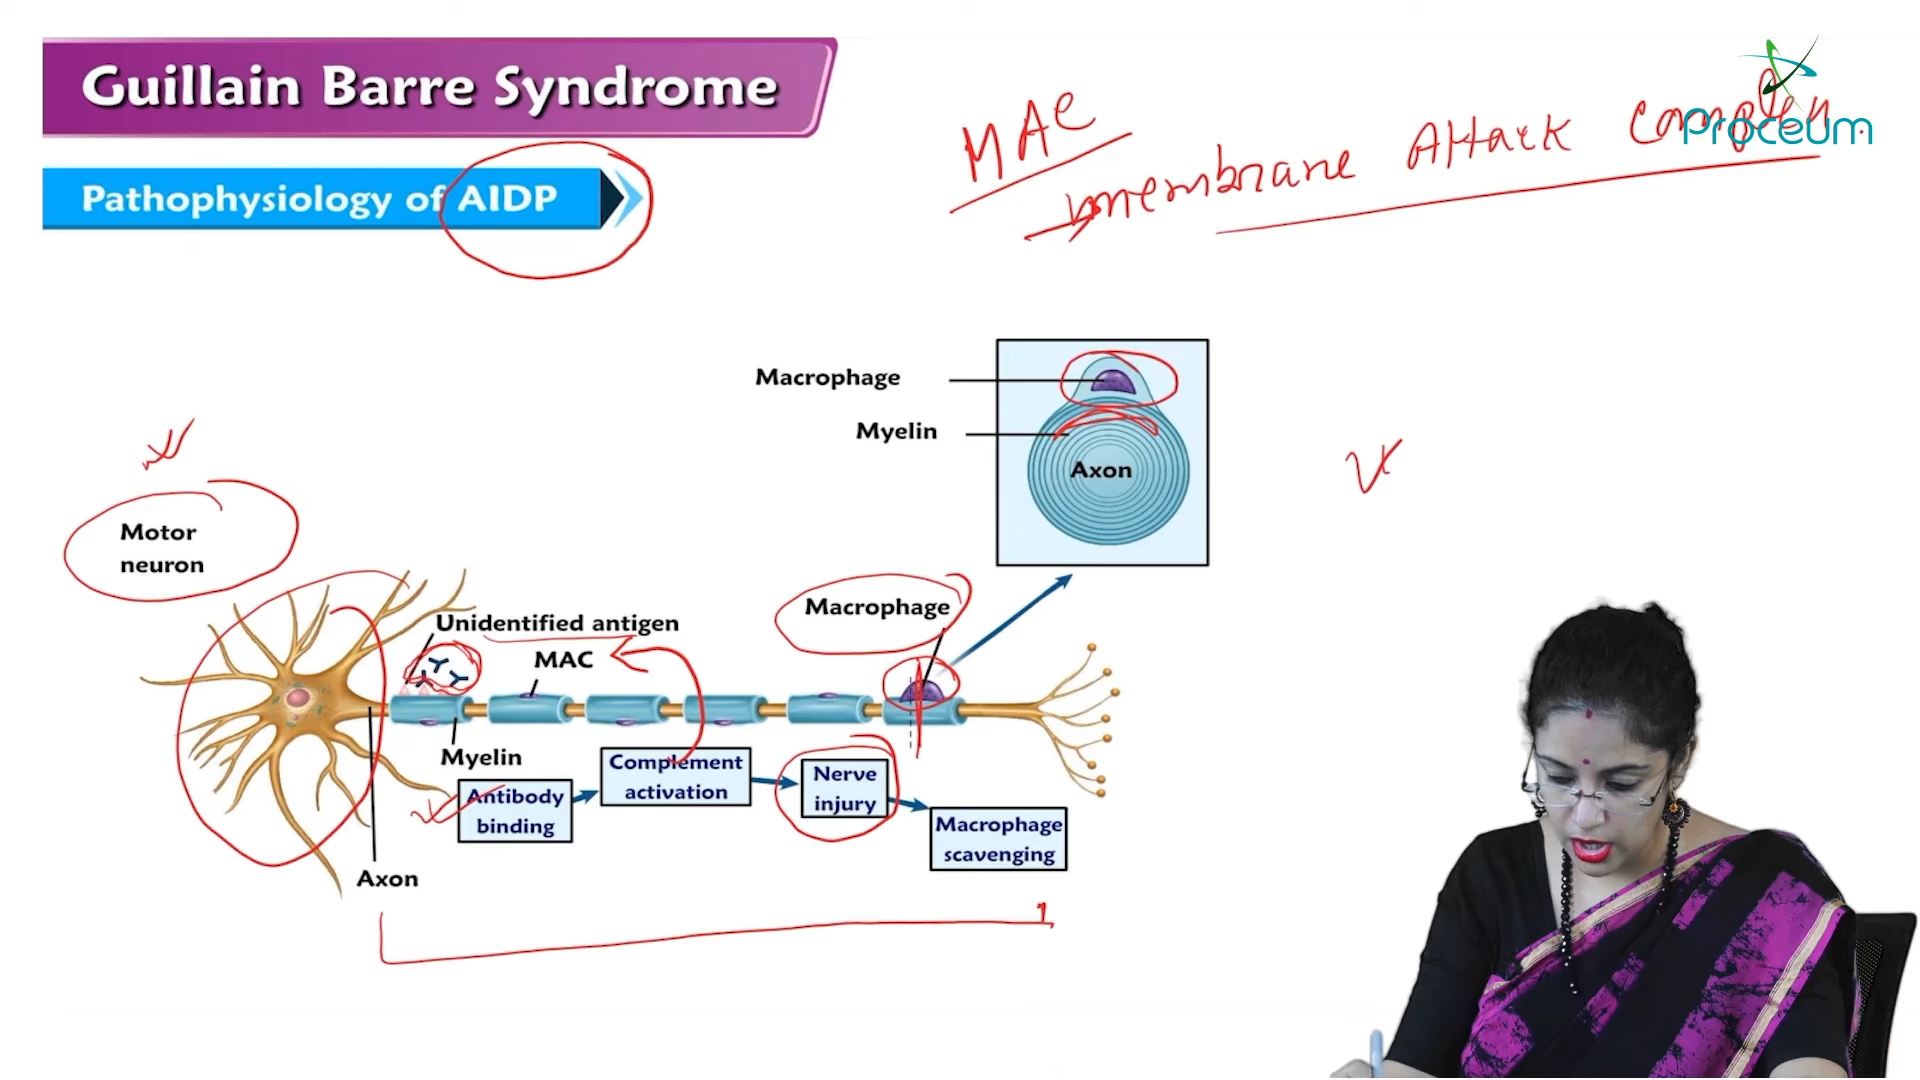 Guillain Barre Syndrome
Proceum
MAC
membrane Attack Complex
Pathophysiology of AIDP
Macrophage
Myelin
Axon
Motor
neuron
Macrophage
Unidentified antigen
MAC
Myelin
Complement
activation
Nerve
injury
Antibody
binding
Macrophage
scavenging
Axon